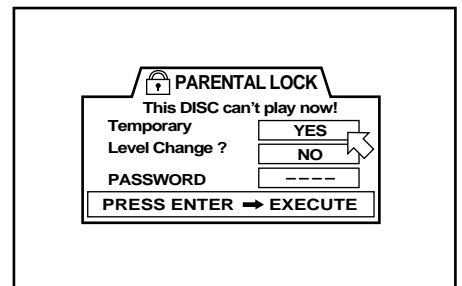 PARENTAL LOCK
This DISC can't play now!
Temporary YES
Level Change ? NO
PASSWORD – – – –
PRESS ENTER ➡ EXECUTE